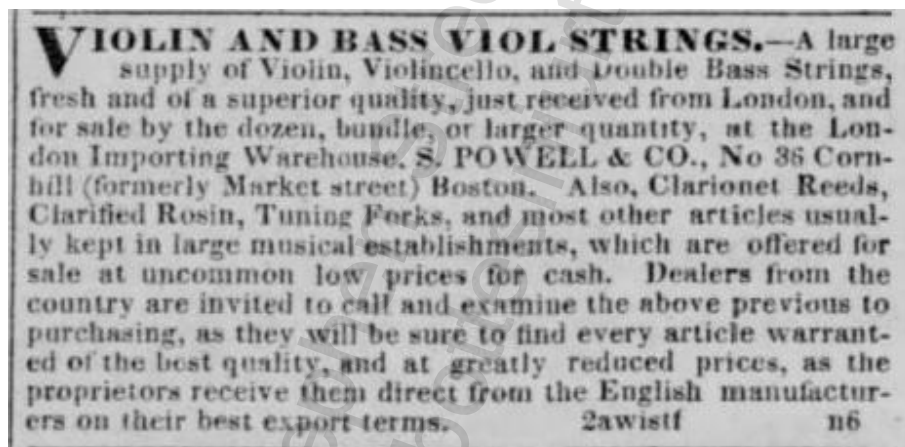 VIOLIN AND BASS VIOL STRINGS.—A large
supply of Violin, Violincello, and Double Bass Strings,
fresh and of a superior quality, just received from London, and
for sale by the dozen, bundle, or larger quantity, at the Lon-
don Importing Warehouse, S. POWELL & CO., No 36 Corn-
hill (formerly Market street) Boston. Also, Clarionet Reeds,
Clarified Rosin, Tuning Forks, and most other articles usual-
ly kept in large musical establishments, which are offered for
sale at uncommon low prices for cash. Dealers from the
country are invited to call and examine the above previous to
purchasing, as they will be sure to find every article warrant-
ed of the best quality, and at greatly reduced prices, as the
proprietors receive them direct from the English manufactur-
ers on their best export terms. 2awistf n6